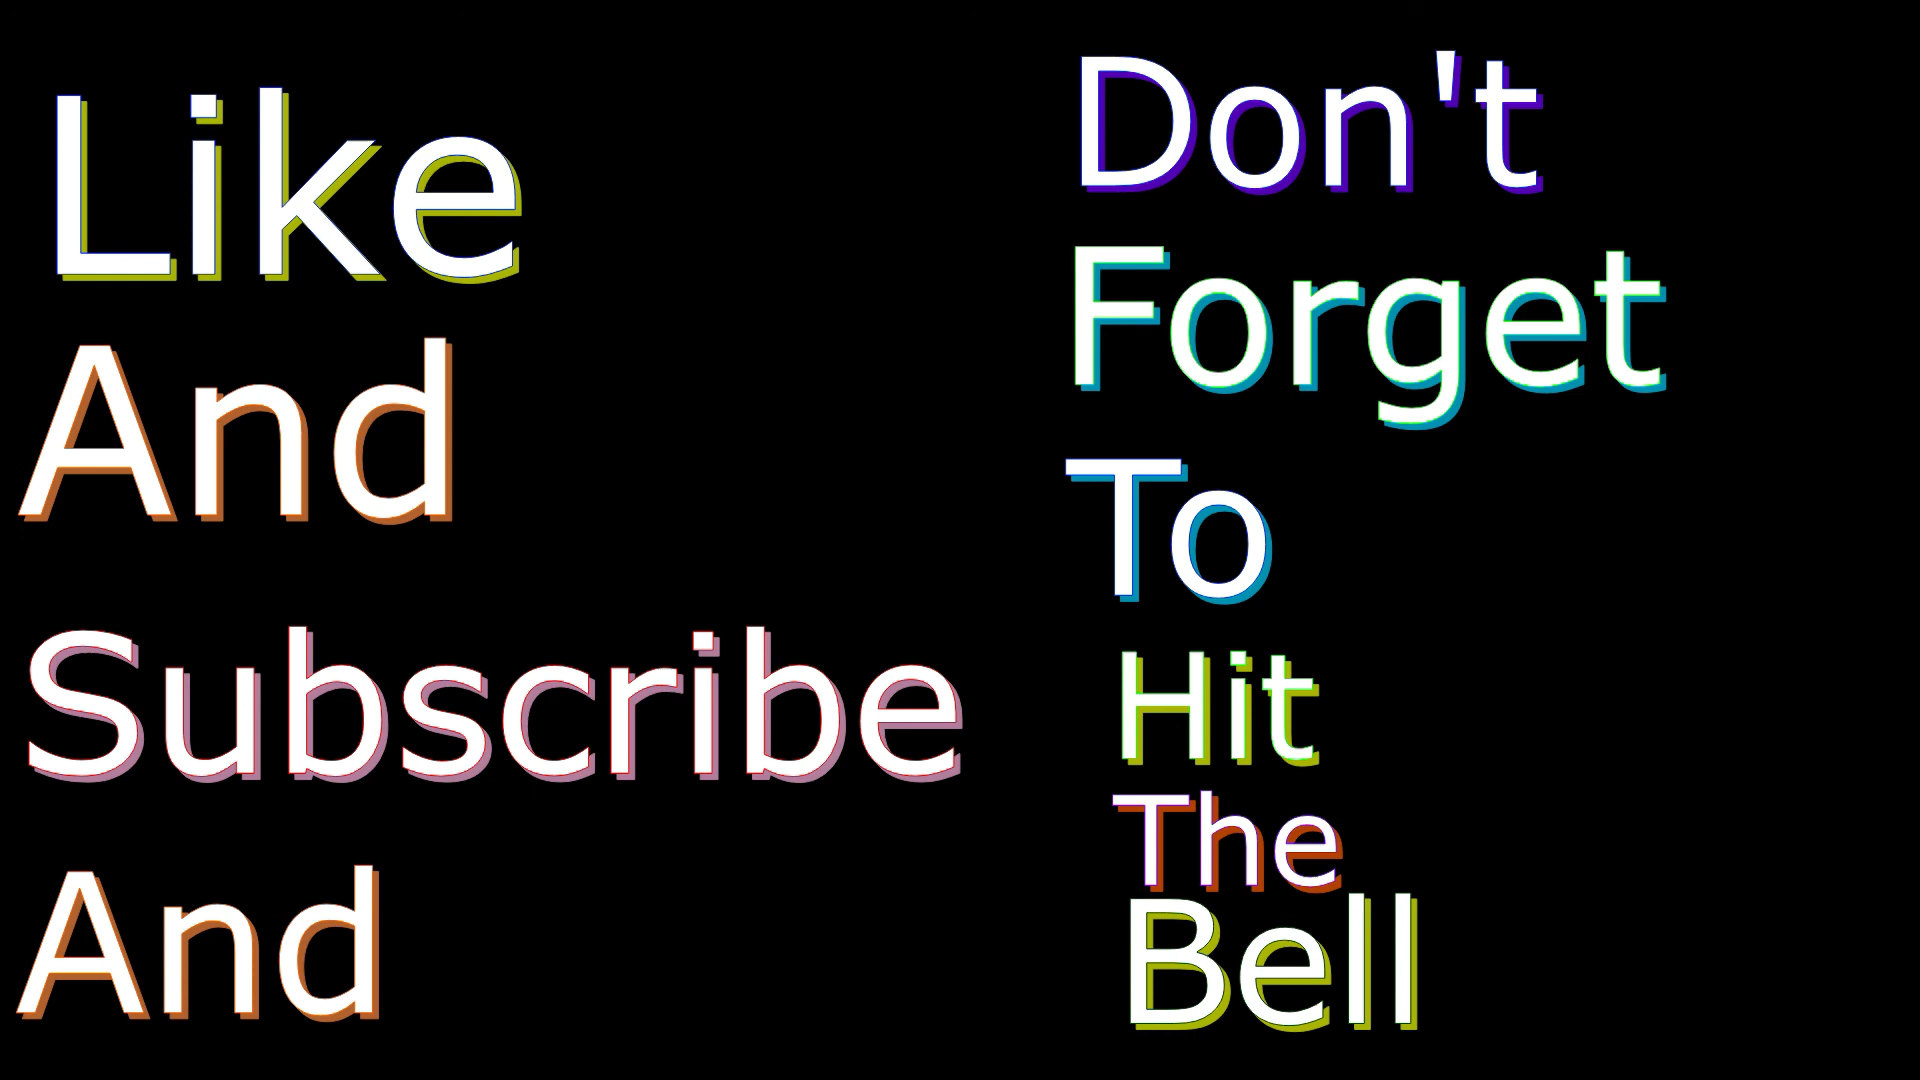 Like
And
Subscribe
And
Don't
Forget
To
Hit
The
Bell